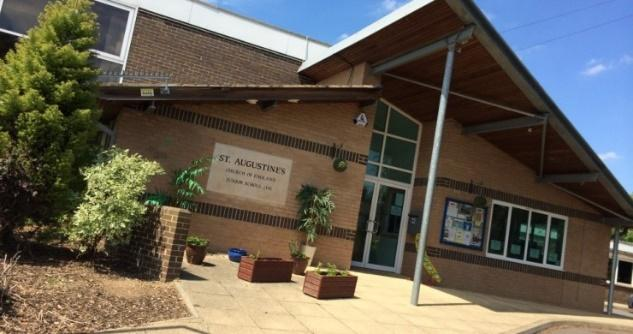 ST. AUGUSTINE'S
CHURCH OF ENGLAND
JUNIOR SCHOOL